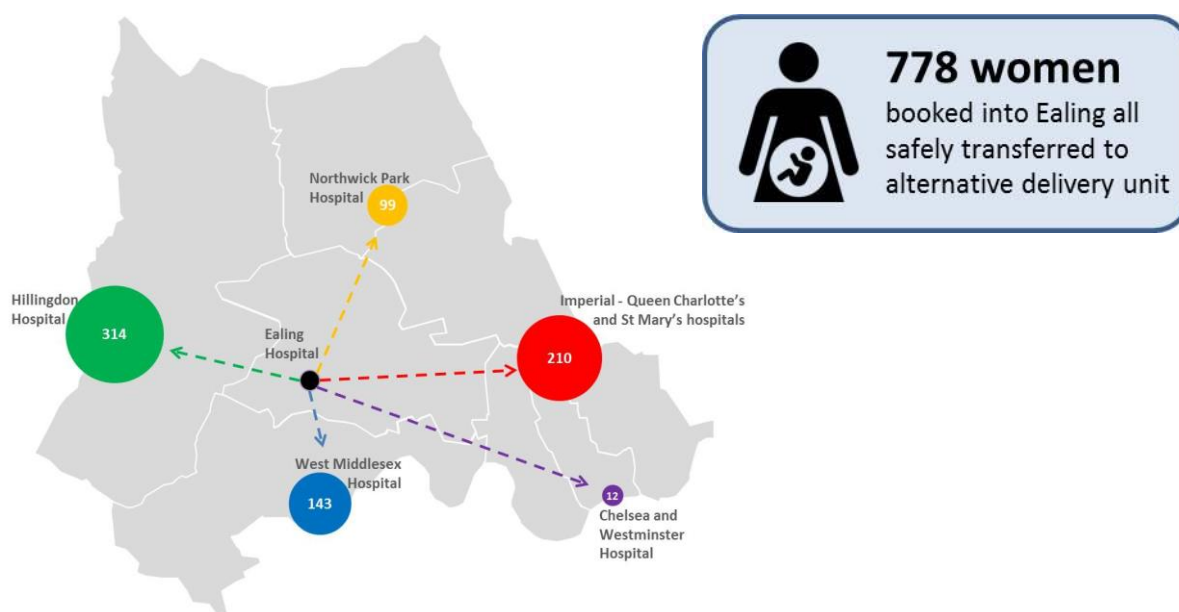 778 women
booked into Ealing all
safely transferred to
alternative delivery unit
Northwick Park
Hospital
99
Hillingdon
Hospital
314
Ealing
Hospital
Imperial - Queen Charlotte's
and St Mary's hospitals
210
West Middlesex
Hospital
143
12
Chelsea and
Westminster
Hospital